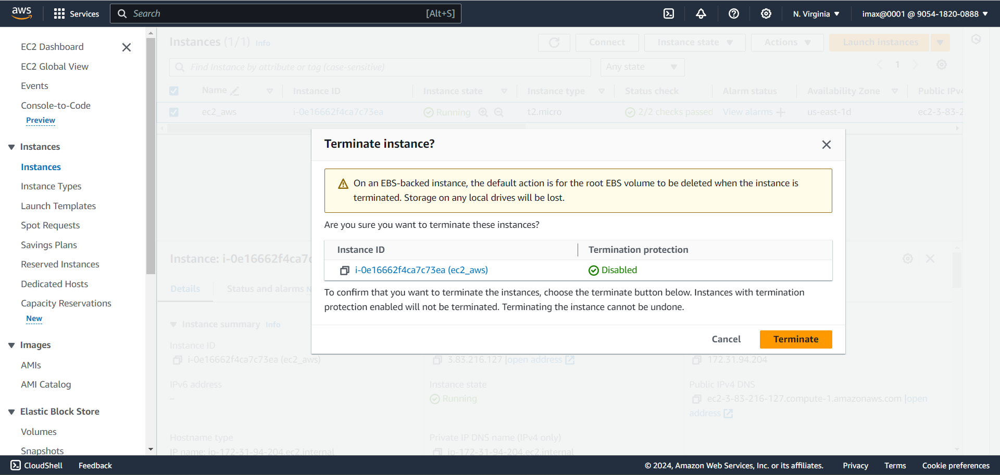 aws Services Search [Alt+S] N. Virginia imax@0001 @ 9054-1820-0888
EC2 Dashboard
EC2 Global View
Events
Console-to-Code
Preview
Instances
Instances
Instance Types
Launch Templates
Spot Requests
Savings Plans
Reserved Instances
Dedicated Hosts
Capacity Reservations
New
Images
AMIs
AMI Catalog
Elastic Block Store
Volumes
Snapshots
Instances (1/1) Info Connect Instance state Actions Launch instances
Find Instance by attribute or tag (case-sensitive) Any state 1
Name Instance ID Instance state Instance type Status check Alarm status Availability Zone Public IPv4
ec2_aws i-0e16662f4ca7c73ea Running t2.micro 2/2 checks passed View alarms us-east-1d ec2-3-83-2
Terminate instance?
On an EBS-backed instance, the default action is for the root EBS volume to be deleted when the instance is
terminated. Storage on any local drives will be lost.
Are you sure you want to terminate these instances?
Instance ID Termination protection
i-0e16662f4ca7c73ea (ec2_aws) Disabled
To confirm that you want to terminate the instances, choose the terminate button below. Instances with termination
protection enabled will not be terminated. Terminating the instance cannot be undone.
Cancel Terminate
Instance: i-0e16662f4ca7c
Details Status and alarms N
Instance summary Info
Instance ID
i-0e16662f4ca7c73ea (ec2_aws) 3.83.216.127 |open address 172.31.94.204
IPv6 address Instance state Public IPv4 DNS
– Running ec2-3-83-216-127.compute-1.amazonaws.com |open
address
Hostname type Private IP DNS name (IPv4 only)
IP name: ip-172-31-94-204.ec2.internal ip-172-31-94-204.ec2.internal
CloudShell Feedback © 2024, Amazon Web Services, Inc. or its affiliates. Privacy Terms Cookie preferences